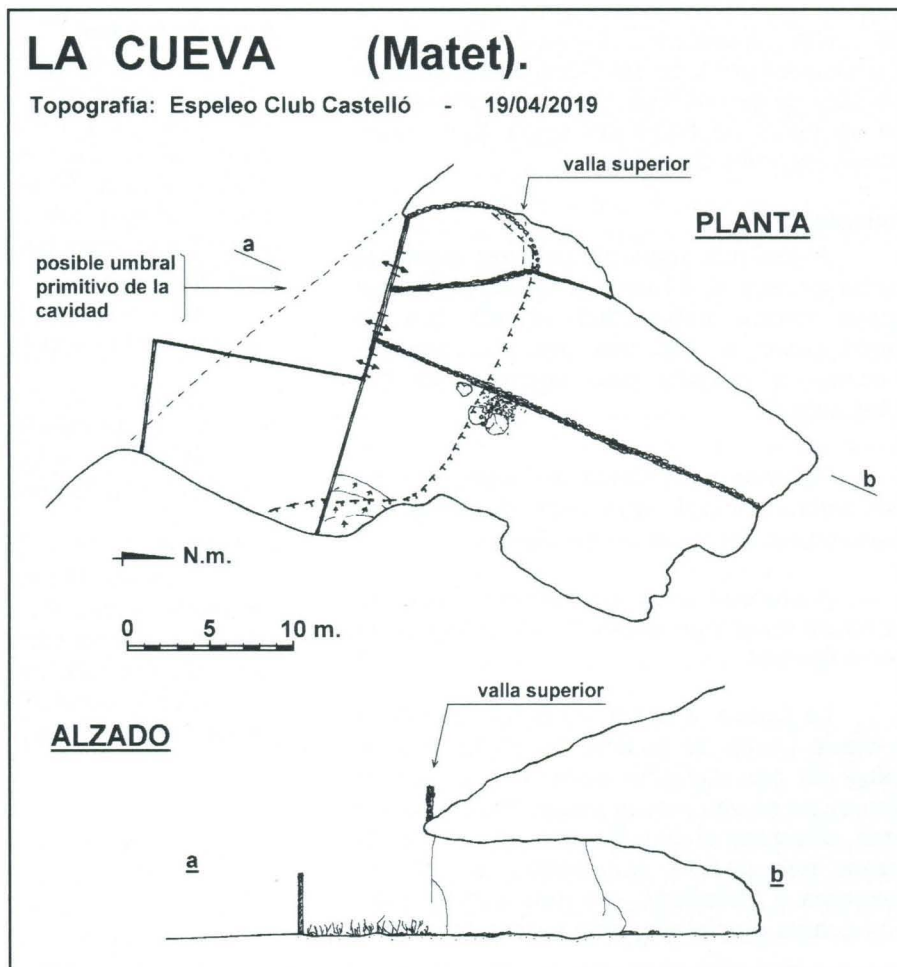 LA CUEVA (Matet).
Topografía: Espeleo Club Castelló - 19/04/2019
valla superior
PLANTA
a
posible umbral
primitivo de la
cavidad
b
N.m.
0 5 10 m.
valla superior
ALZADO
a
b